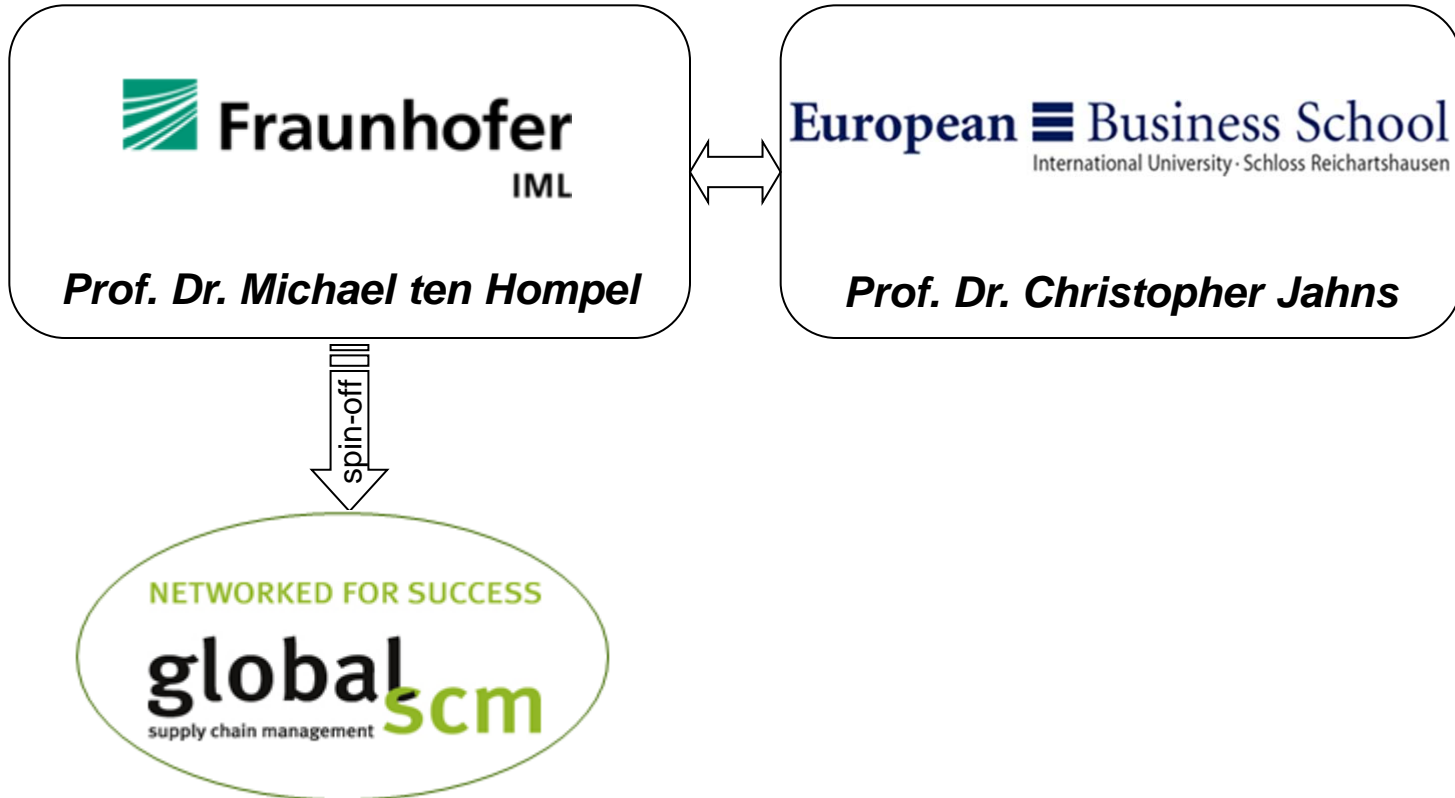 Fraunhofer
IML
Prof. Dr. Michael ten Hompel
European Business School
International University · Schloss Reichartshausen
Prof. Dr. Christopher Jahns
spin-off
NETWORKED FOR SUCCESS
global scm
supply chain management